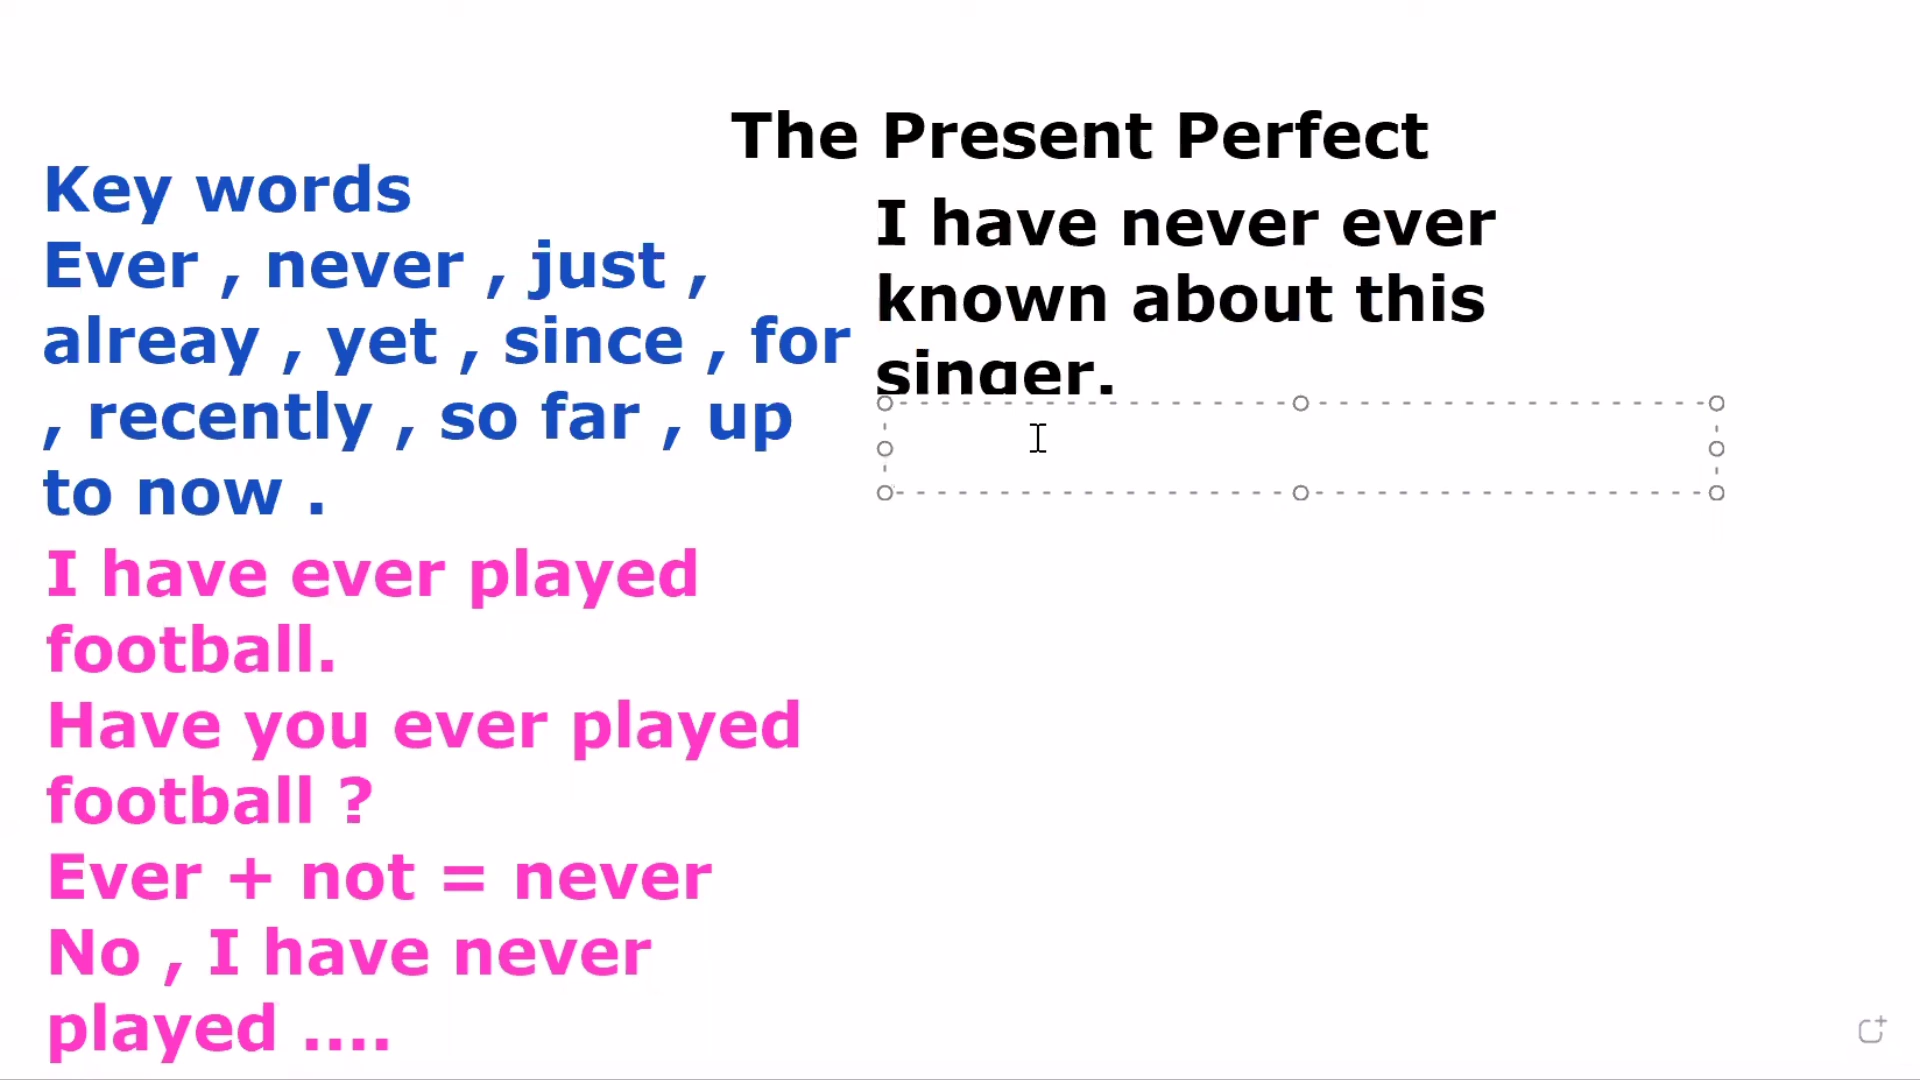 The Present Perfect
Key words
Ever , never , just ,
alreay , yet , since , for
, recently , so far , up
to now .
I have ever played
football.
Have you ever played
football ?
Ever + not = never
No , I have never
played ....
I have never ever
known about this
singer.